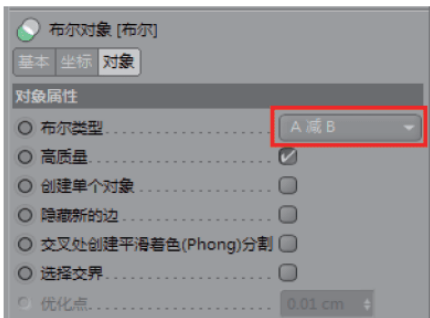 布尔对象 [布尔]
基本 坐标 对象
对象属性
布尔类型 . . . . . . . . . . . . . . . . . . A 减 B
高质量. . . . . . . . . . . . . . . . . . . .
创建单个对象 . . . . . . . . . . . . . .
隐藏新的边. . . . . . . . . . . . . . . .
交叉处创建平滑着色(Phong)分割
选择交界. . . . . . . . . . . . . . . . . .
优化点. . . . . . . . . . . . . . . . . . . . 0.01 cm